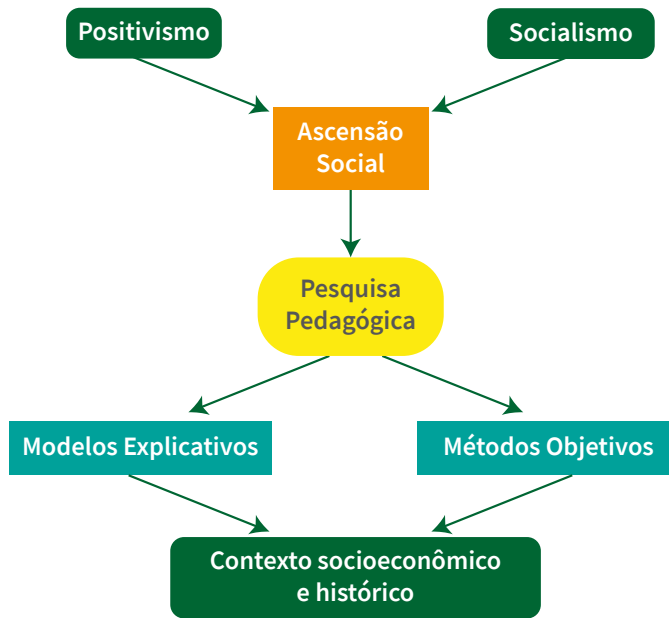 Positivismo
Socialismo
Ascensão
Social
Pesquisa
Pedagógica
Modelos Explicativos
Métodos Objetivos
Contexto socioeconômico
e histórico